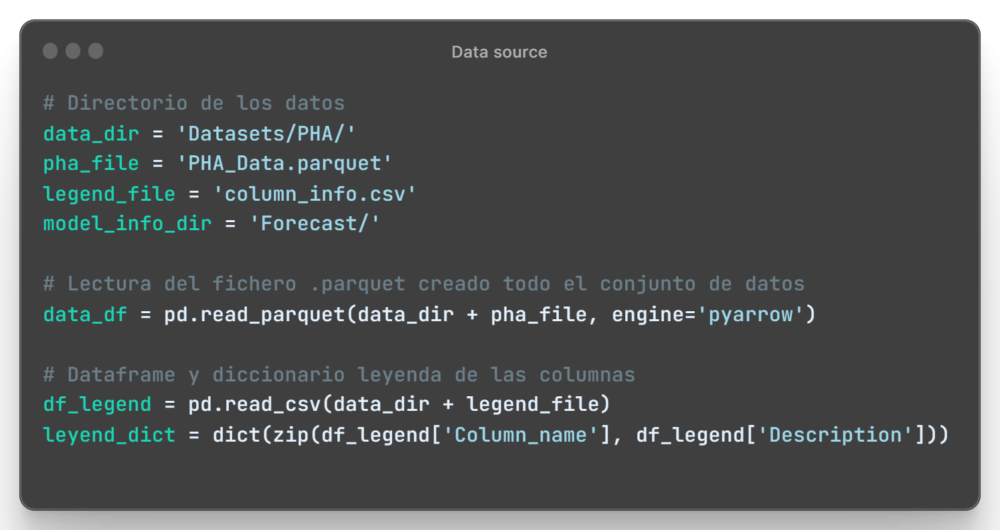 Data source
# Directorio de los datos
data_dir = 'Datasets/PHA/'
pha_file = 'PHA_Data.parquet'
legend_file = 'column_info.csv'
model_info_dir = 'Forecast/'
# Lectura del fichero .parquet creado todo el conjunto de datos
data_df = pd.read_parquet(data_dir + pha_file, engine='pyarrow')
# Dataframe y diccionario leyenda de las columnas
df_legend = pd.read_csv(data_dir + legend_file)
leyend_dict = dict(zip(df_legend['Column_name'], df_legend['Description']))